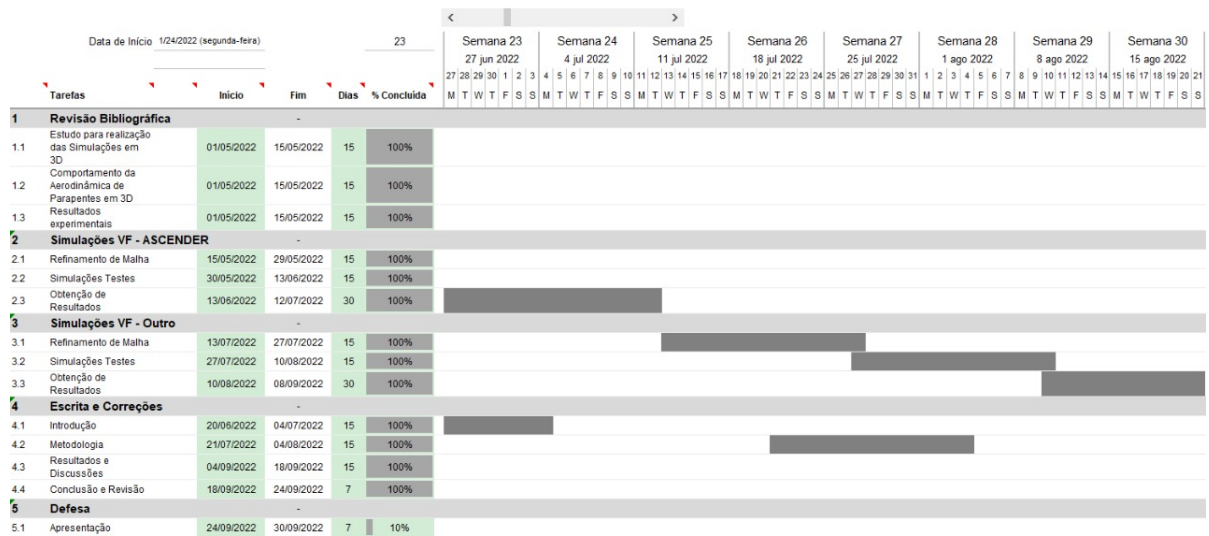 < >
Data de Início 1/24/2022 (segunda-feira) 23 Semana 23 Semana 24 Semana 25 Semana 26 Semana 27 Semana 28 Semana 29 Semana 30
27 jun 2022 4 jul 2022 11 jul 2022 18 jul 2022 25 jul 2022 1 ago 2022 8 ago 2022 15 ago 2022
27 28 29 30 1 2 3 4 5 6 7 8 9 10 11 12 13 14 15 16 17 18 19 20 21 22 23 24 25 26 27 28 29 30 31 1 2 3 4 5 6 7 8 9 10 11 12 13 14 15 16 17 18 19 20 21
Tarefas Início Fim Dias % Concluída M T W T F S S M T W T F S S M T W T F S S M T W T F S S M T W T F S S M T W T F S S M T W T F S S M T W T F S S
1 Revisão Bibliográfica -
1.1 Estudo para realização das Simulações em 3D 01/05/2022 15/05/2022 15 100%
1.2 Comportamento da Aerodinâmica de Parapentes em 3D 01/05/2022 15/05/2022 15 100%
1.3 Resultados experimentais 01/05/2022 15/05/2022 15 100%
2 Simulações VF - ASCENDER -
2.1 Refinamento de Malha 15/05/2022 29/05/2022 15 100%
2.2 Simulações Testes 30/05/2022 13/06/2022 15 100%
2.3 Obtenção de Resultados 13/06/2022 12/07/2022 30 100%
3 Simulações VF - Outro -
3.1 Refinamento de Malha 13/07/2022 27/07/2022 15 100%
3.2 Simulações Testes 27/07/2022 10/08/2022 15 100%
3.3 Obtenção de Resultados 10/08/2022 08/09/2022 30 100%
4 Escrita e Correções -
4.1 Introdução 20/06/2022 04/07/2022 15 100%
4.2 Metodologia 21/07/2022 04/08/2022 15 100%
4.3 Resultados e Discussões 04/09/2022 18/09/2022 15 100%
4.4 Conclusão e Revisão 18/09/2022 24/09/2022 7 100%
5 Defesa -
5.1 Apresentação 24/09/2022 30/09/2022 7 10%